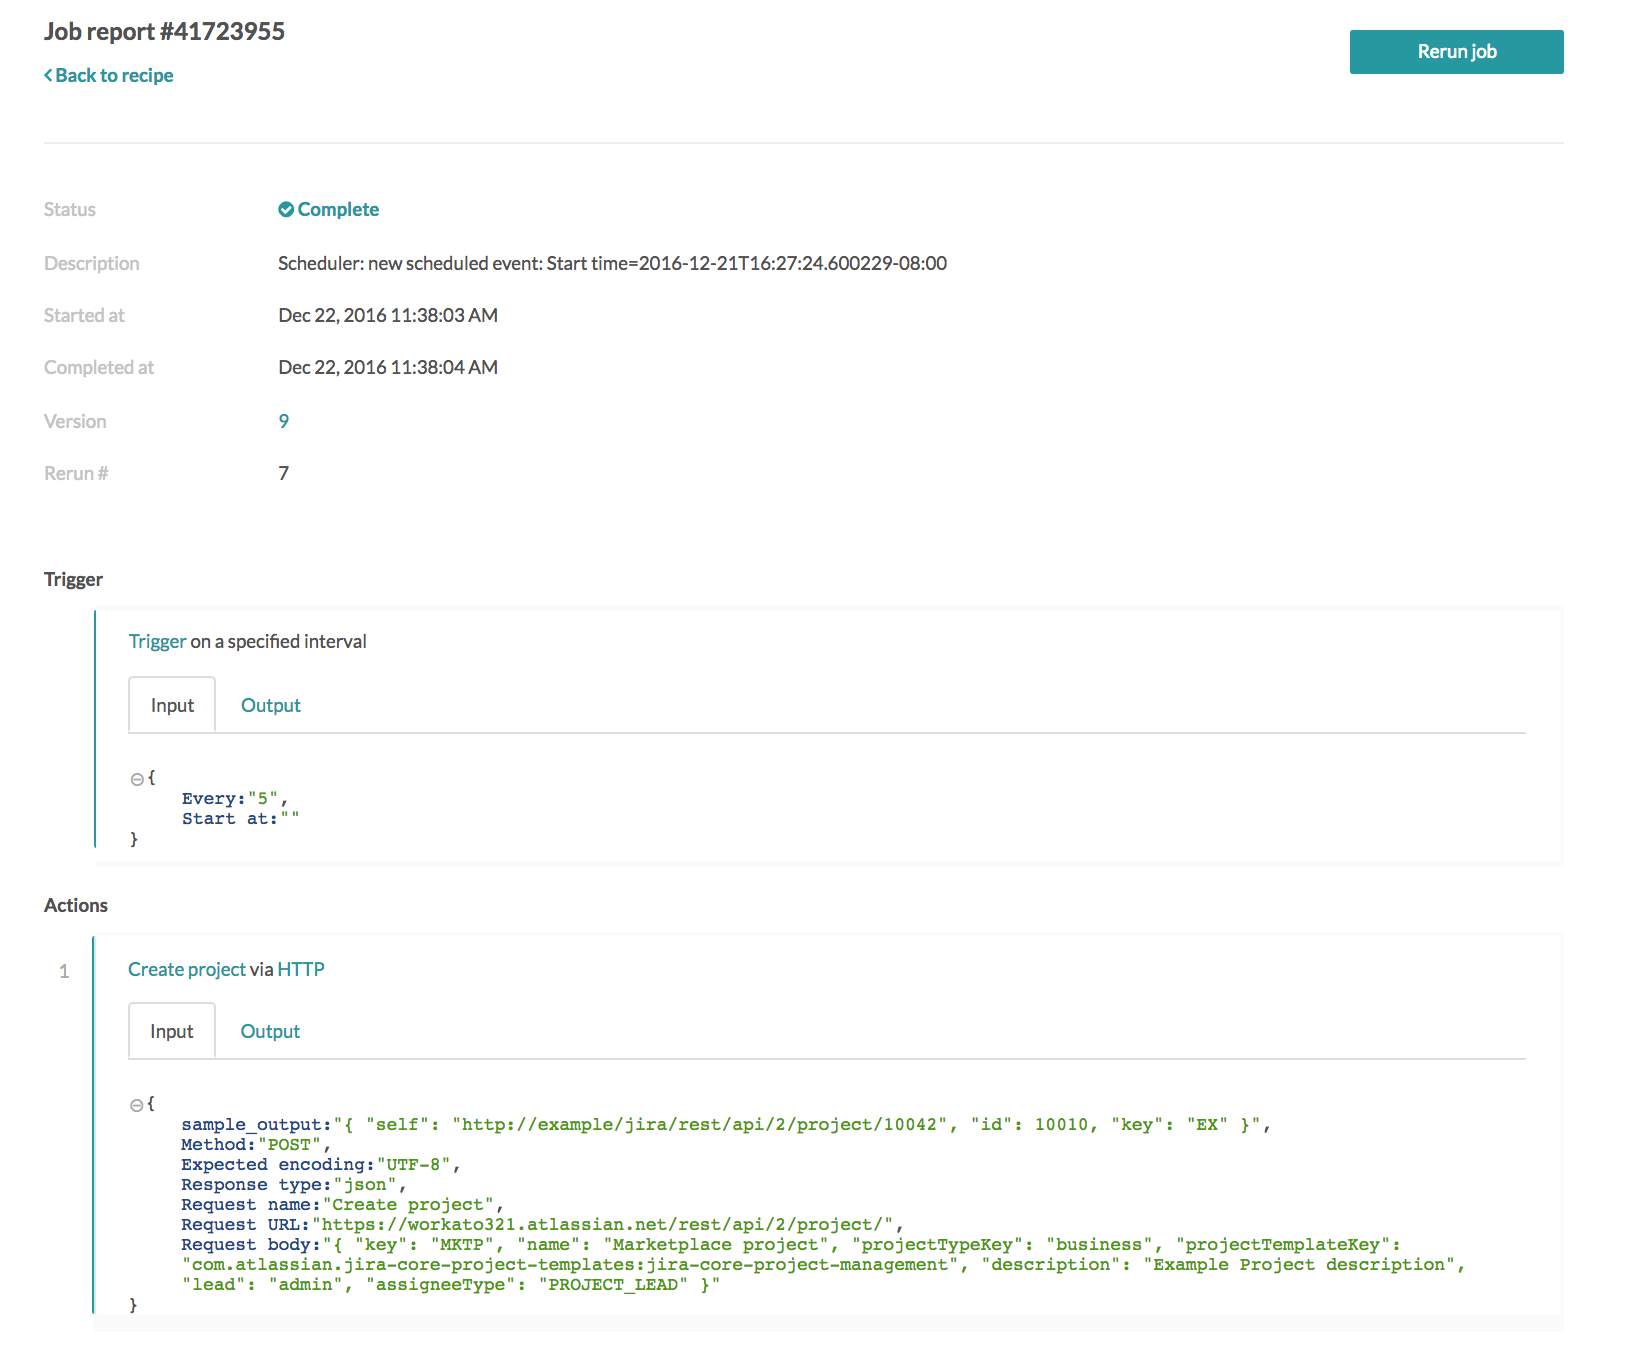 Job report #41723955
Rerun job
Back to recipe
Status Complete
Description Scheduler: new scheduled event: Start time=2016-12-21T16:27:24.600229-08:00
Started at Dec 22, 2016 11:38:03 AM
Completed at Dec 22, 2016 11:38:04 AM
Version 9
Rerun # 7
Trigger
Trigger on a specified interval
Input Output
{
Every:"5",
Start at:""
}
Actions
1 Create project via HTTP
Input Output
{
sample_output:"{ "self": "http://example/jira/rest/api/2/project/10042", "id": 10010, "key": "EX" }",
Method:"POST",
Expected encoding:"UTF-8",
Response type:"json",
Request name:"Create project",
Request URL:"https://workato321.atlassian.net/rest/api/2/project/",
Request body:"{ "key": "MKTP", "name": "Marketplace project", "projectTypeKey": "business", "projectTemplateKey":
"com.atlassian.jira-core-project-templates:jira-core-project-management", "description": "Example Project description",
"lead": "admin", "assigneeType": "PROJECT_LEAD" }"
}